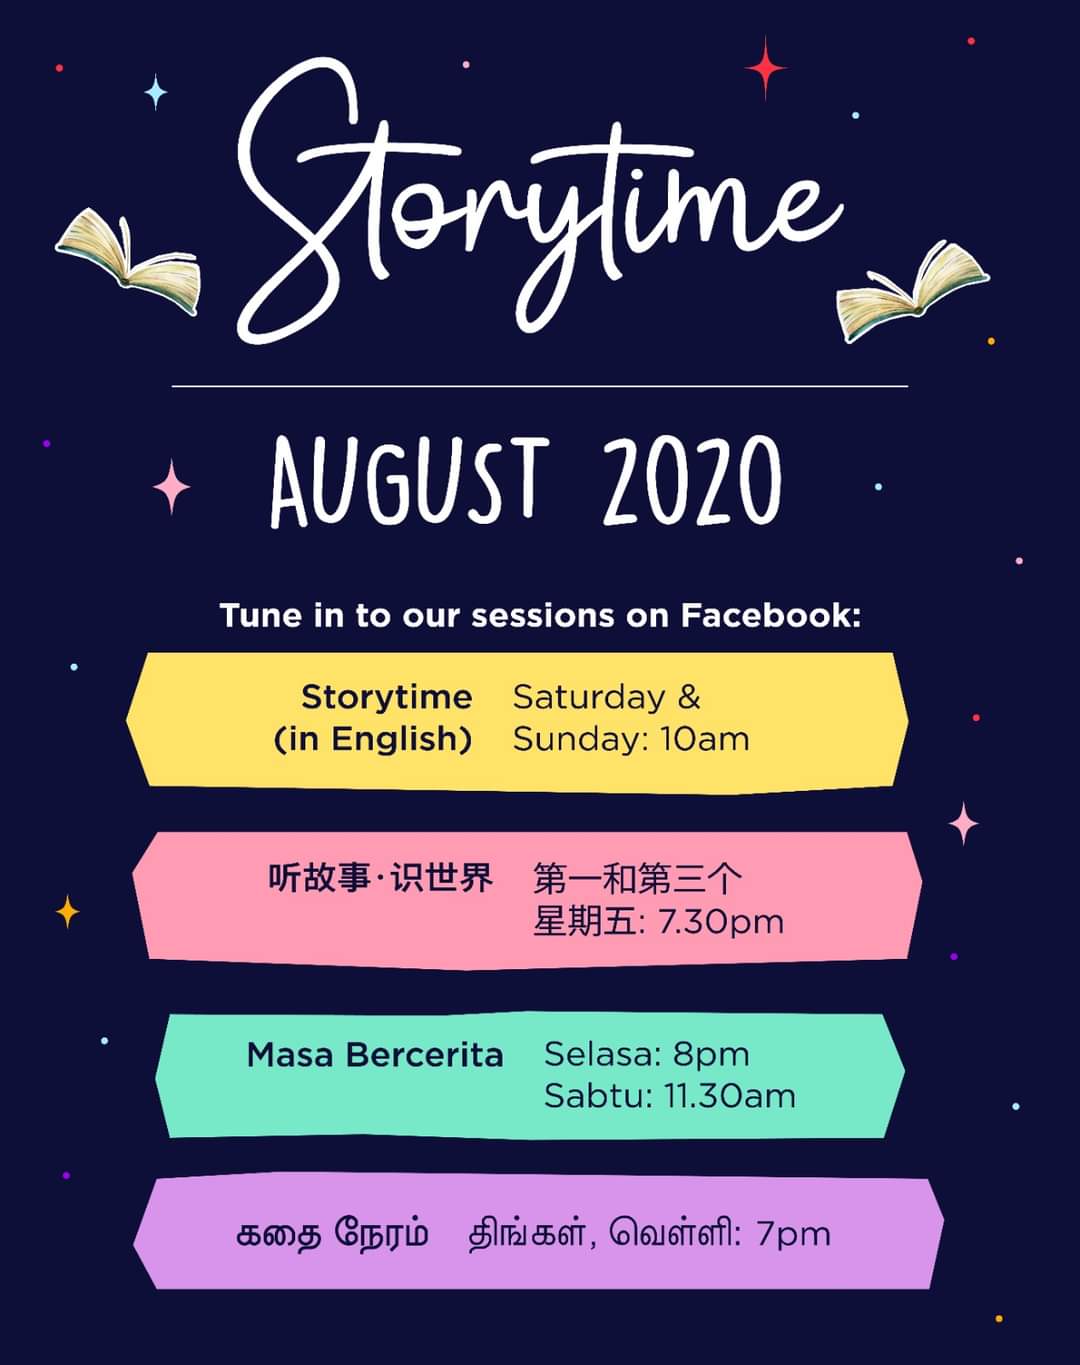 Storytime
AUGUST 2020
Tune in to our sessions on Facebook:
Storytime
(in English)
Saturday &
Sunday: 10am
听故事·识世界
第一和第三个
星期五: 7.30pm
Masa Bercerita
Selasa: 8pm
Sabtu: 11.30am
கதை நேரம்
திங்கள், வெள்ளி: 7pm